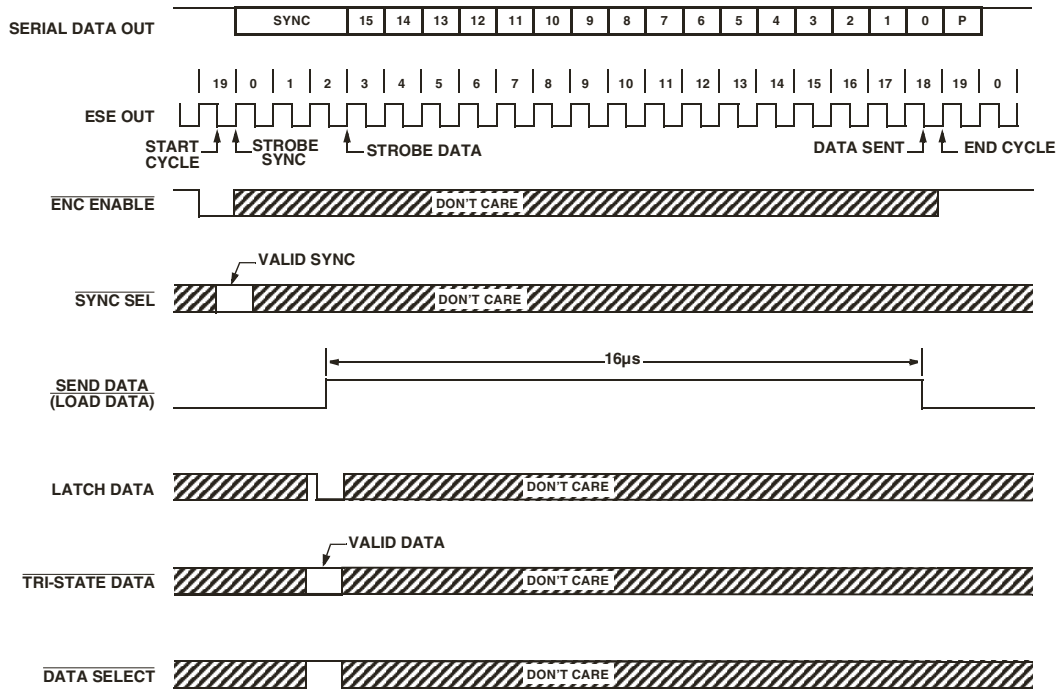 SERIAL DATA OUT
SYNC 15 14 13 12 11 10 9 8 7 6 5 4 3 2 1 0 P
19 0 1 2 3 4 5 6 7 8 9 10 11 12 13 14 15 16 17 18 19 0
ESE OUT
START CYCLE
STROBE SYNC
STROBE DATA
DATA SENT
END CYCLE
ENC ENABLE
DON'T CARE
VALID SYNC
SYNC SEL
DON'T CARE
16µs
SEND DATA
(LOAD DATA)
LATCH DATA
DON'T CARE
VALID DATA
TRI-STATE DATA
DON'T CARE
DATA SELECT
DON'T CARE